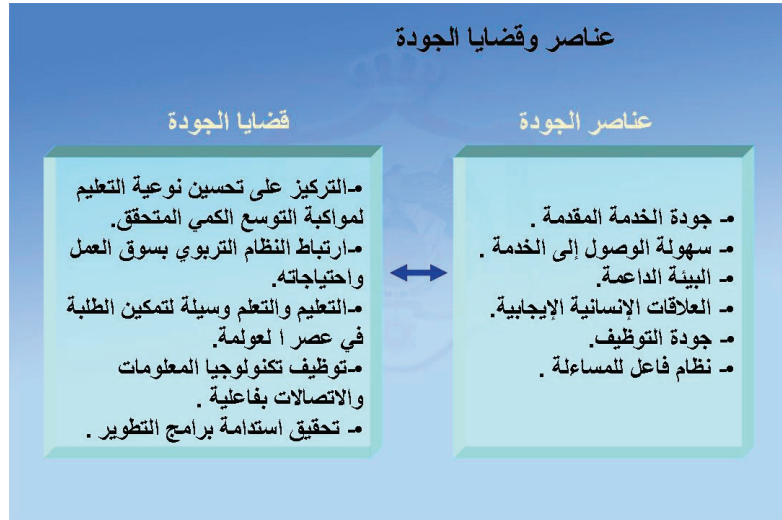 عناصر وقضايا الجودة
عناصر الجودة
- جودة الخدمة المقدمة .
- سهولة الوصول إلى الخدمة .
- البيئة الداعمة.
- العلاقات الإنسانية الإيجابية.
- جودة التوظيف.
- نظام فاعل للمساءلة .
قضايا الجودة
-التركيز على تحسين نوعية التعليم
لمواكبة التوسع الكمي المتحقق.
-ارتباط النظام التربوي بسوق العمل
واحتياجاته.
-التعليم والتعلم وسيلة لتمكين الطلبة
في عصر ا لعولمة.
-توظيف تكنولوجيا المعلومات
والاتصالات بفاعلية .
- تحقيق استدامة برامج التطوير .